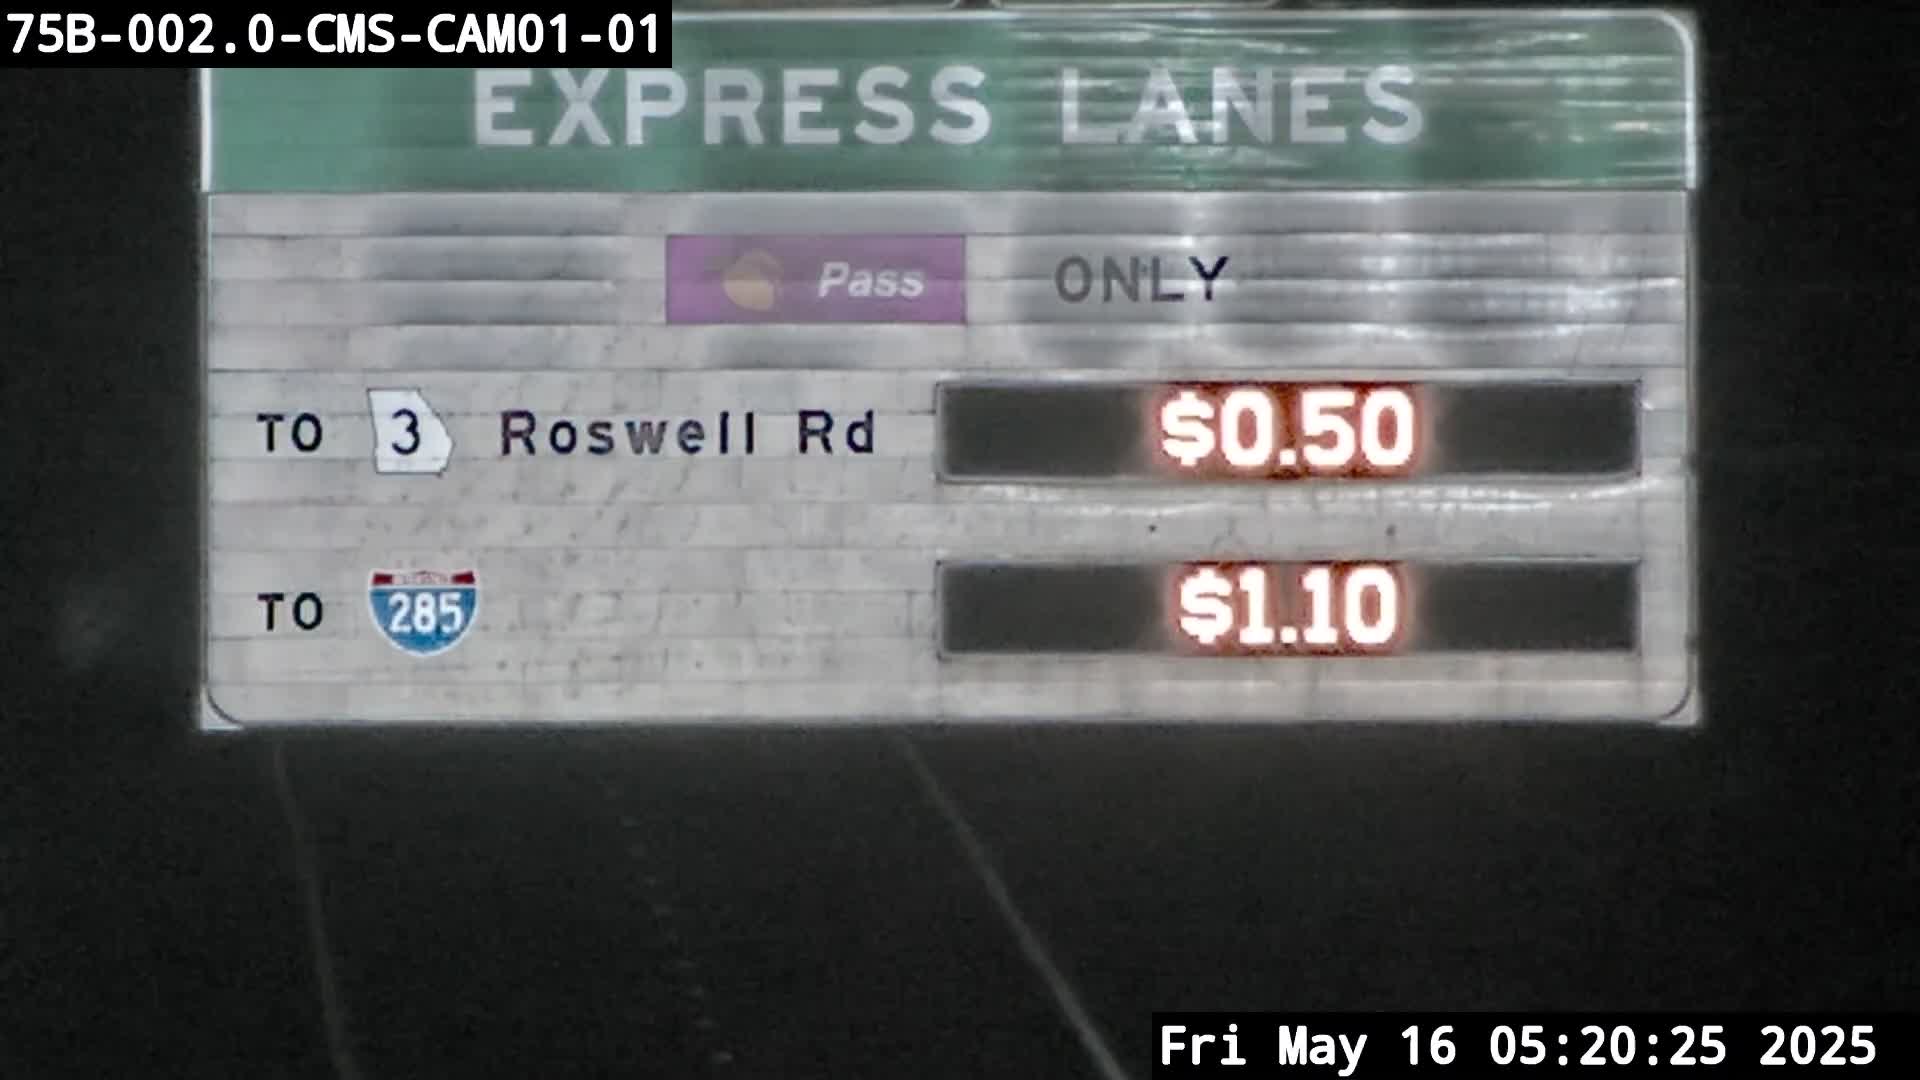 75B-002.0-CMS-CAM01-01
EXPRESS LANES
Pass ONLY
TO 3 Roswell Rd $0.50
TO 285 $1.10
Fri May 16 05:20:25 2025